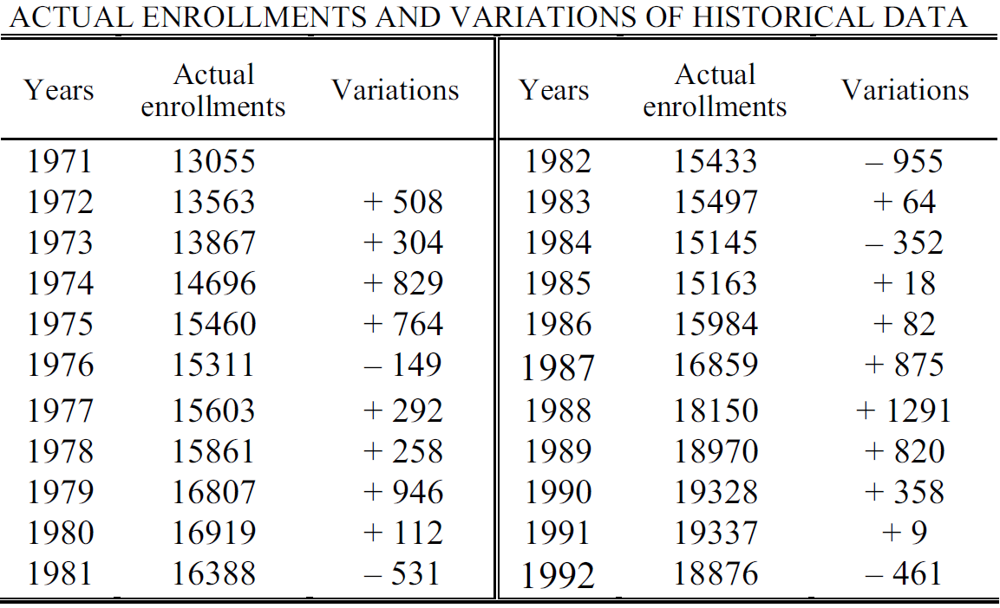 ACTUAL ENROLLMENTS AND VARIATIONS OF HISTORICAL DATA
Years Actual enrollments Variations Years Actual enrollments Variations
1971 13055 1982 15433 – 955
1972 13563 + 508 1983 15497 + 64
1973 13867 + 304 1984 15145 – 352
1974 14696 + 829 1985 15163 + 18
1975 15460 + 764 1986 15984 + 82
1976 15311 – 149 1987 16859 + 875
1977 15603 + 292 1988 18150 + 1291
1978 15861 + 258 1989 18970 + 820
1979 16807 + 946 1990 19328 + 358
1980 16919 + 112 1991 19337 + 9
1981 16388 – 531 1992 18876 – 461